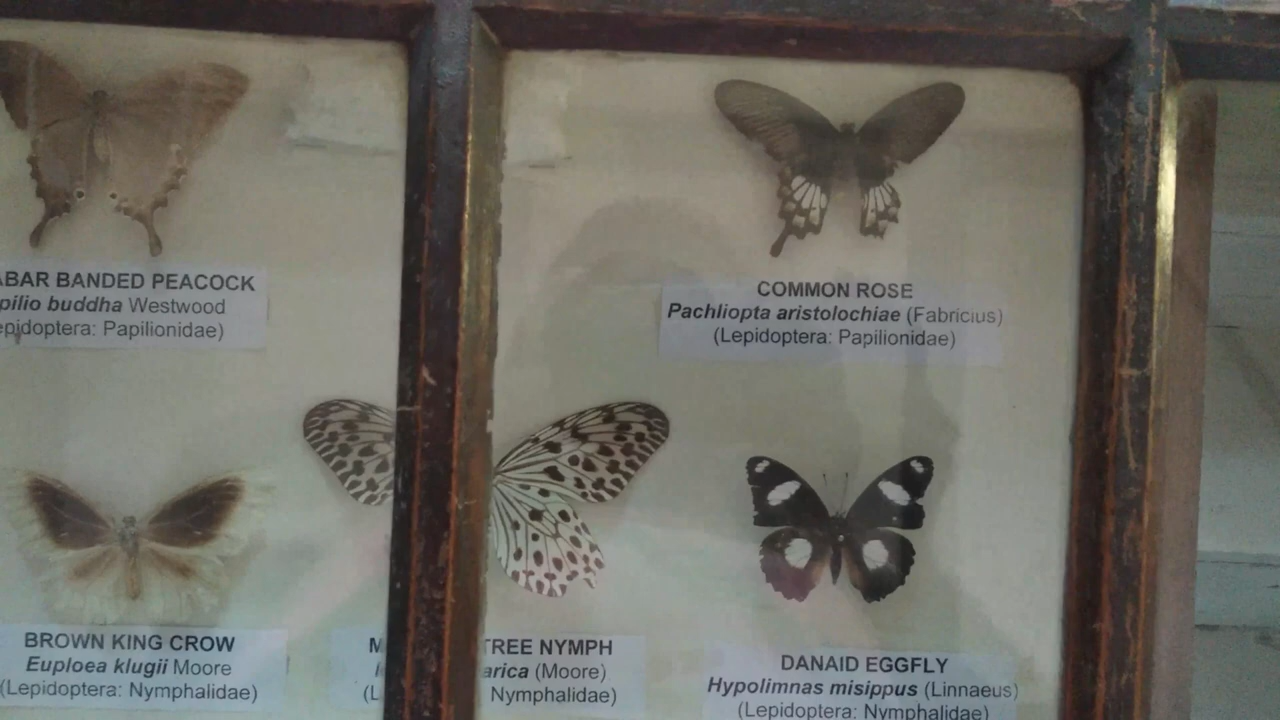 ABAR BANDED PEACOCK
pilio buddha Westwood
epidoptera: Papilionidae)
COMMON ROSE
Pachliopta aristolochiae (Fabricius)
(Lepidoptera: Papilionidae)
BROWN KING CROW
Euploea klugii Moore
(Lepidoptera: Nymphalidae)
M TREE NYMPH
arica (Moore)
(L Nymphalidae)
DANAID EGGFLY
Hypolimnas misippus (Linnaeus)
(Lepidoptera: Nymphalidae)